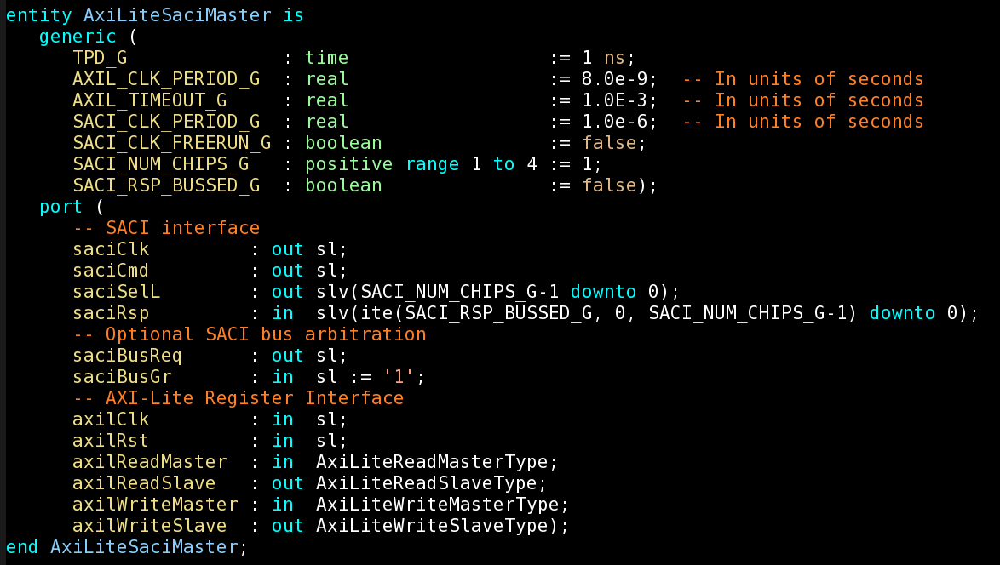 entity AxiLiteSaciMaster is
   generic (
      TPD_G              : time                  := 1 ns;
      AXIL_CLK_PERIOD_G  : real                  := 8.0e-9;  -- In units of seconds
      AXIL_TIMEOUT_G     : real                  := 1.0E-3;  -- In units of seconds
      SACI_CLK_PERIOD_G  : real                  := 1.0e-6;  -- In units of seconds
      SACI_CLK_FREERUN_G : boolean               := false;
      SACI_NUM_CHIPS_G   : positive range 1 to 4 := 1;
      SACI_RSP_BUSSED_G  : boolean               := false);
   port (
      -- SACI interface
      saciClk         : out sl;
      saciCmd         : out sl;
      saciSelL        : out slv(SACI_NUM_CHIPS_G-1 downto 0);
      saciRsp         : in  slv(ite(SACI_RSP_BUSSED_G, 0, SACI_NUM_CHIPS_G-1) downto 0);
      -- Optional SACI bus arbitration
      saciBusReq      : out sl;
      saciBusGr       : in  sl := '1';
      -- AXI-Lite Register Interface
      axilClk         : in  sl;
      axilRst         : in  sl;
      axilReadMaster  : in  AxiLiteReadMasterType;
      axilReadSlave   : out AxiLiteReadSlaveType;
      axilWriteMaster : in  AxiLiteWriteMasterType;
      axilWriteSlave  : out AxiLiteWriteSlaveType);
end AxiLiteSaciMaster;